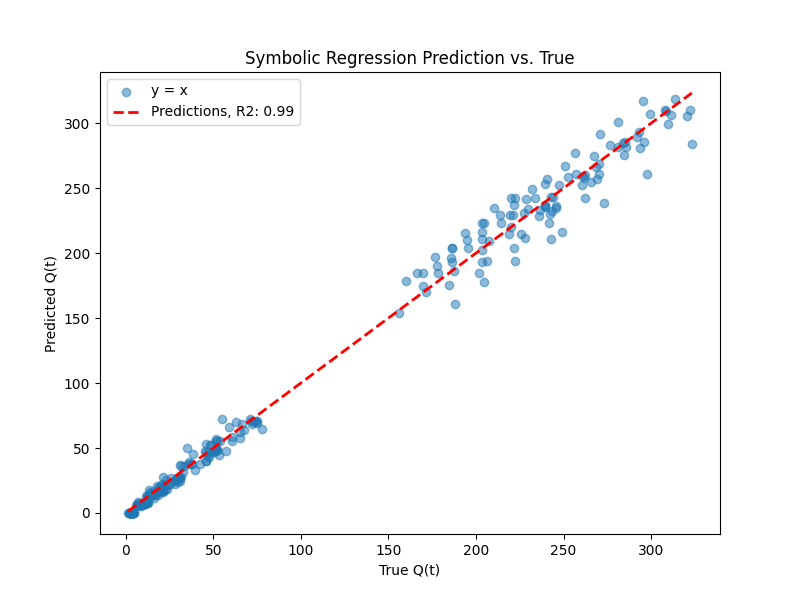 Symbolic Regression Prediction vs. True
y = x
Predictions, R2: 0.99
300
250
200
150
100
50
0
Predicted Q(t)
0 50 100 150 200 250 300
True Q(t)